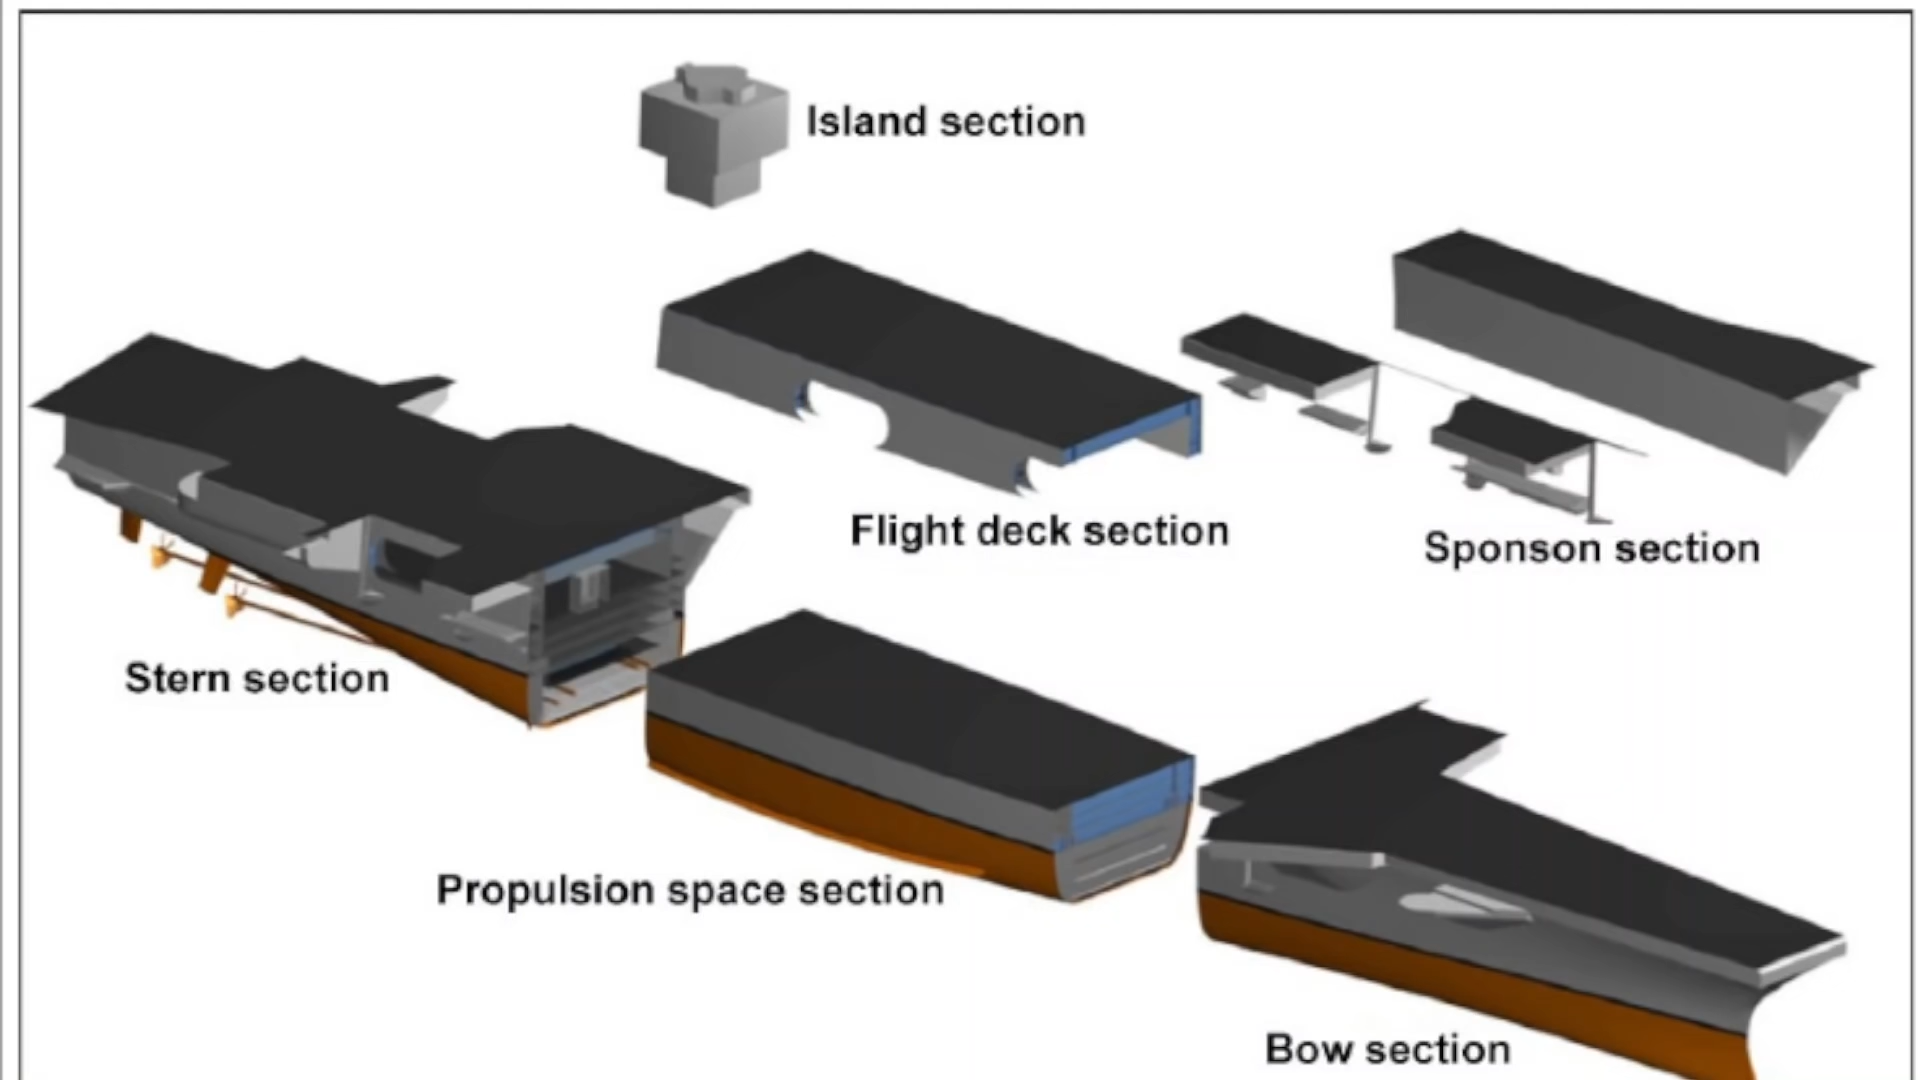 Island section
Flight deck section
Sponson section
Stern section
Propulsion space section
Bow section